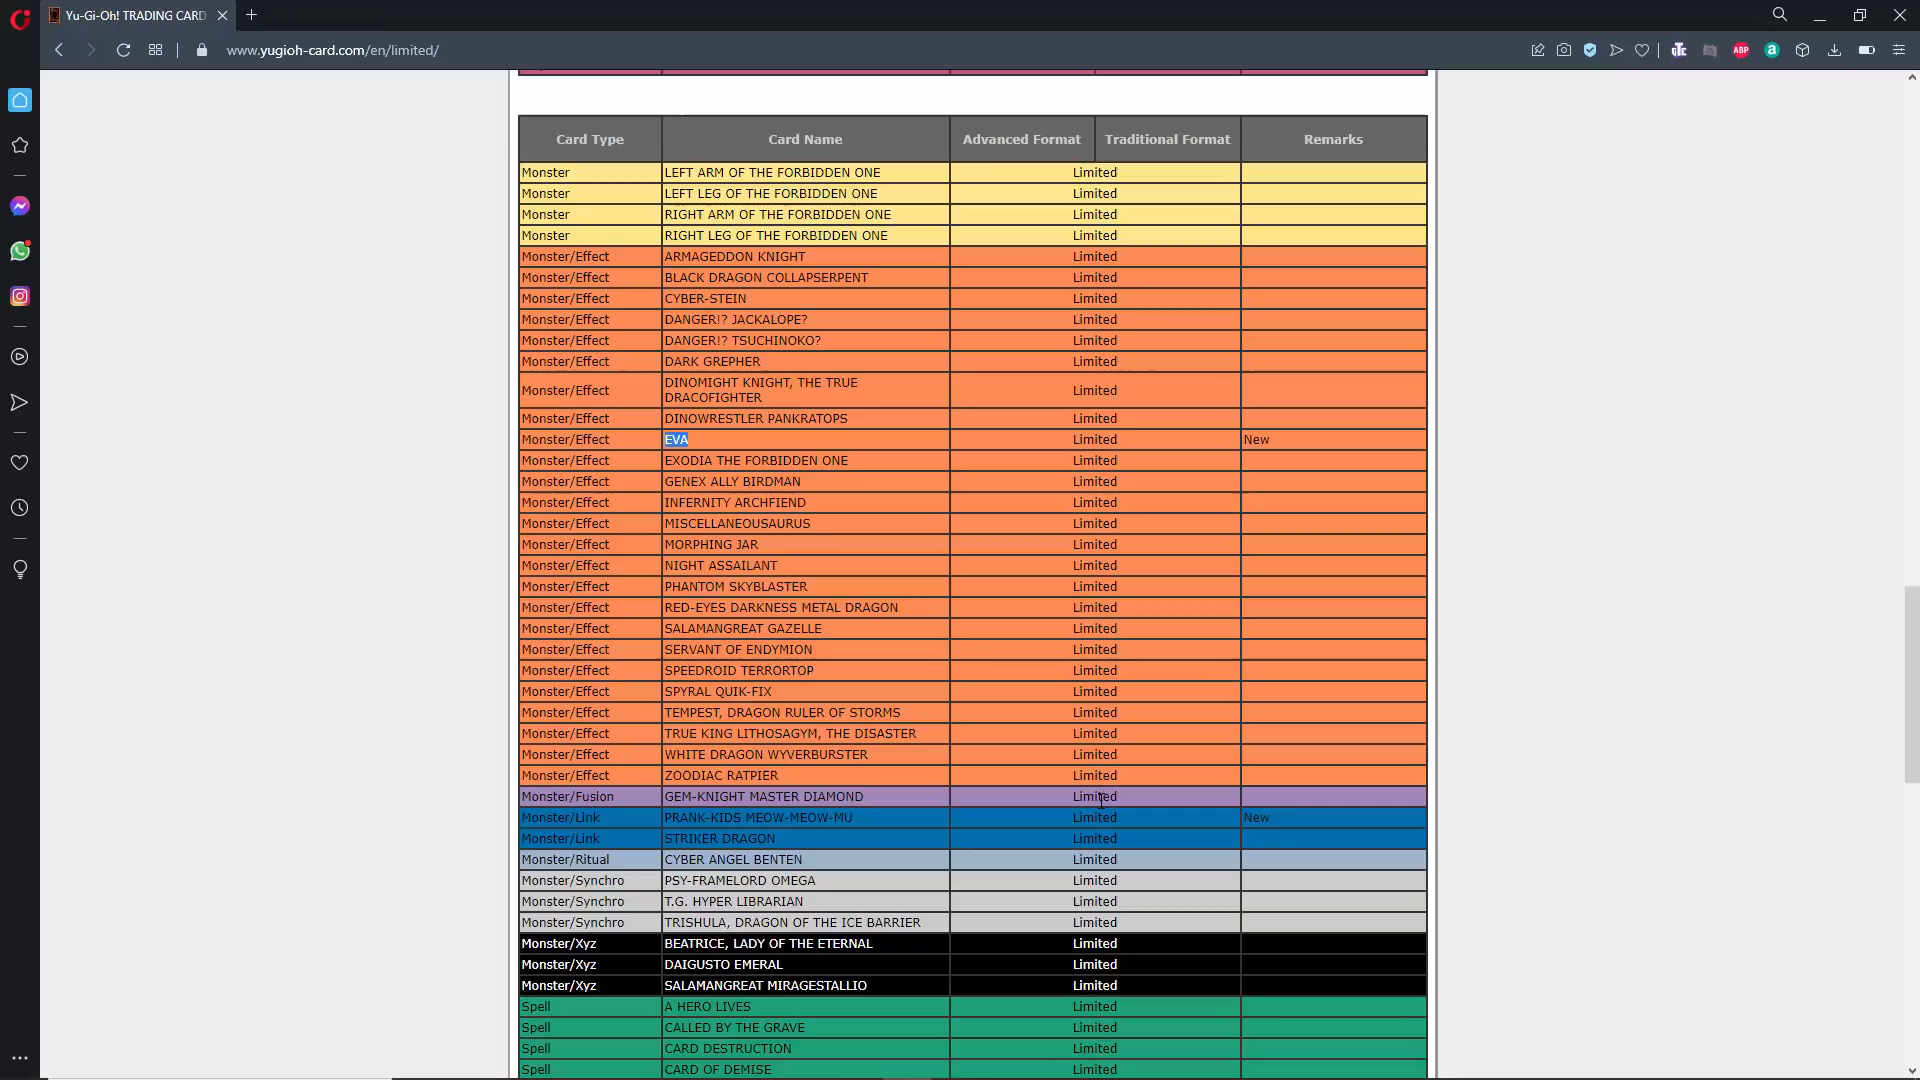 Yu-Gi-Oh! TRADING CARD
www.yugioh-card.com/en/limited/
ABP
a
Card Type Card Name Advanced Format Traditional Format Remarks
Monster LEFT ARM OF THE FORBIDDEN ONE Limited
Monster LEFT LEG OF THE FORBIDDEN ONE Limited
Monster RIGHT ARM OF THE FORBIDDEN ONE Limited
Monster RIGHT LEG OF THE FORBIDDEN ONE Limited
Monster/Effect ARMAGEDDON KNIGHT Limited
Monster/Effect BLACK DRAGON COLLAPSERPENT Limited
Monster/Effect CYBER-STEIN Limited
Monster/Effect DANGER!? JACKALOPE? Limited
Monster/Effect DANGER!? TSUCHINOKO? Limited
Monster/Effect DARK GREPHER Limited
Monster/Effect DINOMIGHT KNIGHT, THE TRUE Limited
DRACOFIGHTER
Monster/Effect DINOWRESTLER PANKRATOPS Limited
Monster/Effect EVA Limited New
Monster/Effect EXODIA THE FORBIDDEN ONE Limited
Monster/Effect GENEX ALLY BIRDMAN Limited
Monster/Effect INFERNITY ARCHFIEND Limited
Monster/Effect MISCELLANEOUSAURUS Limited
Monster/Effect MORPHING JAR Limited
Monster/Effect NIGHT ASSAILANT Limited
Monster/Effect PHANTOM SKYBLASTER Limited
Monster/Effect RED-EYES DARKNESS METAL DRAGON Limited
Monster/Effect SALAMANGREAT GAZELLE Limited
Monster/Effect SERVANT OF ENDYMION Limited
Monster/Effect SPEEDROID TERRORTOP Limited
Monster/Effect SPYRAL QUIK-FIX Limited
Monster/Effect TEMPEST, DRAGON RULER OF STORMS Limited
Monster/Effect TRUE KING LITHOSAGYM, THE DISASTER Limited
Monster/Effect WHITE DRAGON WYVERBURSTER Limited
Monster/Effect ZOODIAC RATPIER Limited
Monster/Fusion GEM-KNIGHT MASTER DIAMOND Limited
Monster/Link PRANK-KIDS MEOW-MEOW-MU Limited New
Monster/Link STRIKER DRAGON Limited
Monster/Ritual CYBER ANGEL BENTEN Limited
Monster/Synchro PSY-FRAMELORD OMEGA Limited
Monster/Synchro T.G. HYPER LIBRARIAN Limited
Monster/Synchro TRISHULA, DRAGON OF THE ICE BARRIER Limited
Monster/Xyz BEATRICE, LADY OF THE ETERNAL Limited
Monster/Xyz DAIGUSTO EMERAL Limited
Monster/Xyz SALAMANGREAT MIRAGESTALLIO Limited
Spell A HERO LIVES Limited
Spell CALLED BY THE GRAVE Limited
Spell CARD DESTRUCTION Limited
Spell CARD OF DEMISE Limited